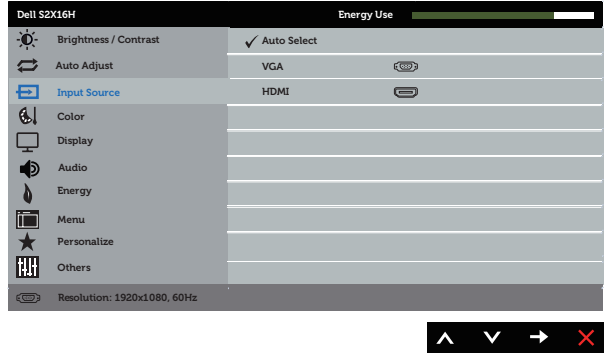 Dell S2X16H Energy Use
Brightness / Contrast Auto Select
Auto Adjust VGA
Input Source HDMI
Color
Display
Audio
Energy
Menu
Personalize
Others
Resolution: 1920x1080, 60Hz